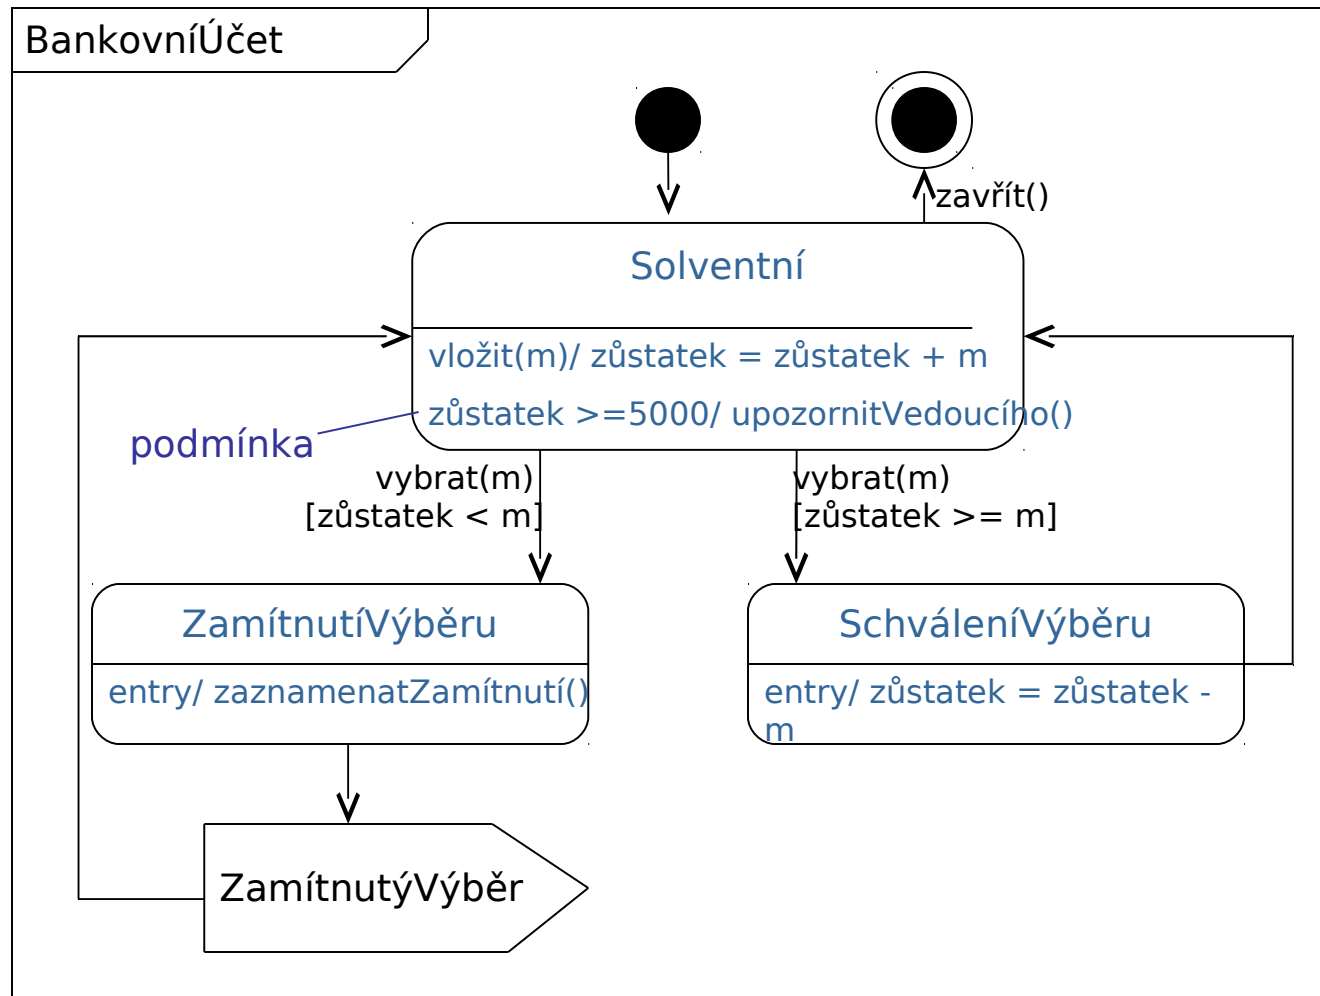 BankovníÚčet
zavřít()
Solventní
vložit(m)/ zůstatek = zůstatek + m
zůstatek >=5000/ upozornitVedoucího()
podmínka
vybrat(m)
[zůstatek < m]
vybrat(m)
[zůstatek >= m]
ZamítnutíVýběru
entry/ zaznamenatZamítnutí()
SchváleníVýběru
entry/ zůstatek = zůstatek -
m
ZamítnutýVýběr